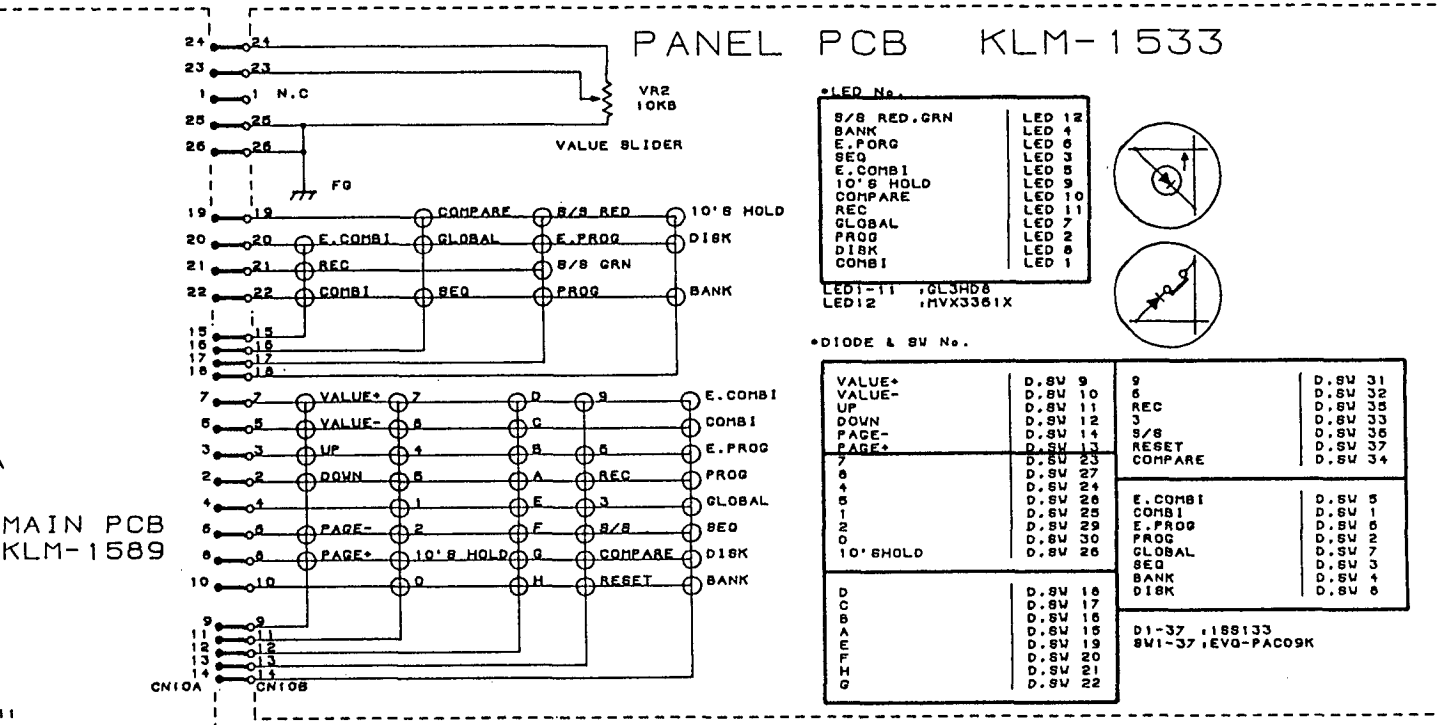 PANEL PCB KLM-1533
24 24
23 23
1 1 N.C
25 25
26 26
VR2
10KB
VALUE SLIDER
FG
19 19 COMPARE S/S RED 10'S HOLD
20 20 E.COMBI GLOBAL E.PROG DISK
21 21 REC S/S GRN
22 22 COMBI SEQ PROG BANK
15 15
16 16
17 17
18 18
7 7 VALUE+ 7 D 9 E.COMBI
5 5 VALUE- 8 C COMBI
3 3 UP 4 B 6 E.PROG
2 2 DOWN 5 A REC PROG
4 4 1 E 3 GLOBAL
6 6 PAGE- 2 F S/S SEQ
8 8 PAGE+ 10'S HOLD G COMPARE DISK
10 10 0 H RESET BANK
9 9
11 11
12 12
13 13
14 14
CN10A CN10B
MAIN PCB
KLM-1589
•LED No.
S/S RED.GRN LED 12
BANK LED 4
E.PORG LED 6
SEQ LED 3
E.COMBI LED 5
10'S HOLD LED 9
COMPARE LED 10
REC LED 11
GLOBAL LED 7
PROG LED 2
DISK LED 8
COMBI LED 1
LED1-11 :GL3HD8
LED12 :MVX3361X
•DIODE & SW No.
VALUE+ D.SW 9
VALUE- D.SW 10
UP D.SW 11
DOWN D.SW 12
PAGE- D.SW 14
PAGE+ D.SW 13
7 D.SW 23
8 D.SW 27
4 D.SW 24
5 D.SW 28
1 D.SW 25
2 D.SW 29
0 D.SW 30
10'SHOLD D.SW 26
D D.SW 18
C D.SW 17
B D.SW 16
A D.SW 15
E D.SW 19
F D.SW 20
H D.SW 21
G D.SW 22
9 D.SW 31
6 D.SW 32
REC D.SW 35
3 D.SW 33
S/S D.SW 36
RESET D.SW 37
COMPARE D.SW 34
E.COMBI D.SW 5
COMBI D.SW 1
E.PROG D.SW 6
PROG D.SW 2
GLOBAL D.SW 7
SEQ D.SW 3
BANK D.SW 4
DISK D.SW 8
D1-37 :1SS133
SW1-37 :EVQ-PAC09K